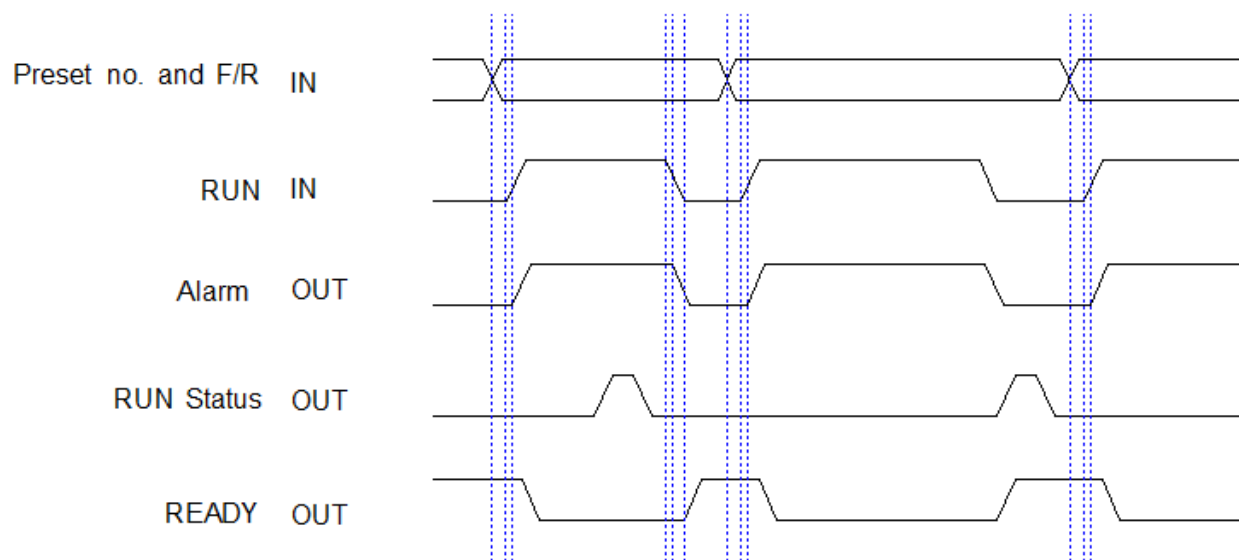 Preset no. and F/R IN
RUN IN
Alarm OUT
RUN Status OUT
READY OUT